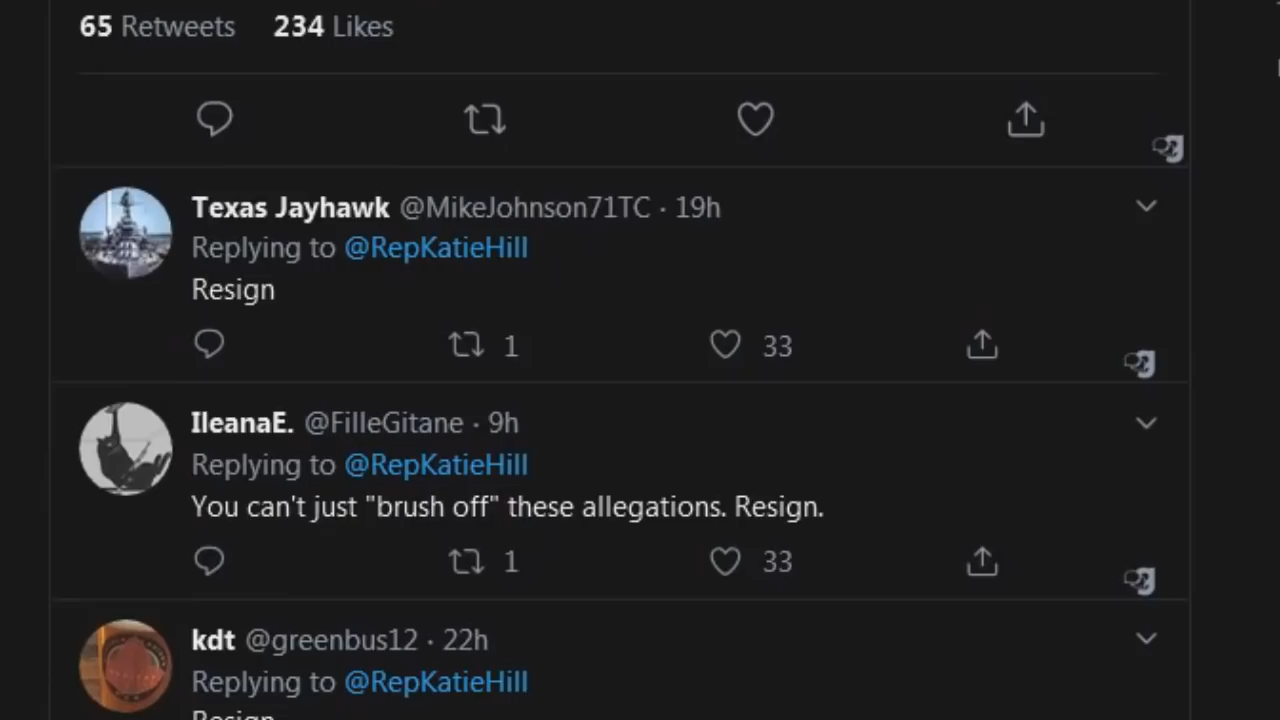 65 Retweets 234 Likes
Texas Jayhawk @MikeJohnson71TC · 19h
Replying to @RepKatieHill
Resign
1 33
IleanaE. @FilleGitane · 9h
Replying to @RepKatieHill
You can't just "brush off" these allegations. Resign.
1 33
kdt @greenbus12 · 22h
Replying to @RepKatieHill
Resign